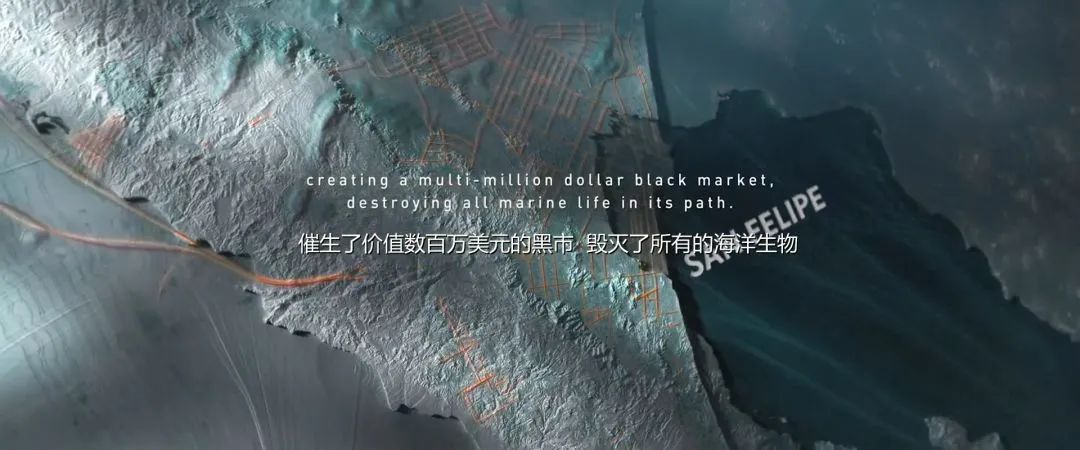 creating a multi-million dollar black market,
destroying all marine life in its path.
催生了价值数百万美元的黑市 毁灭了所有的海洋生物
SAN FELIPE